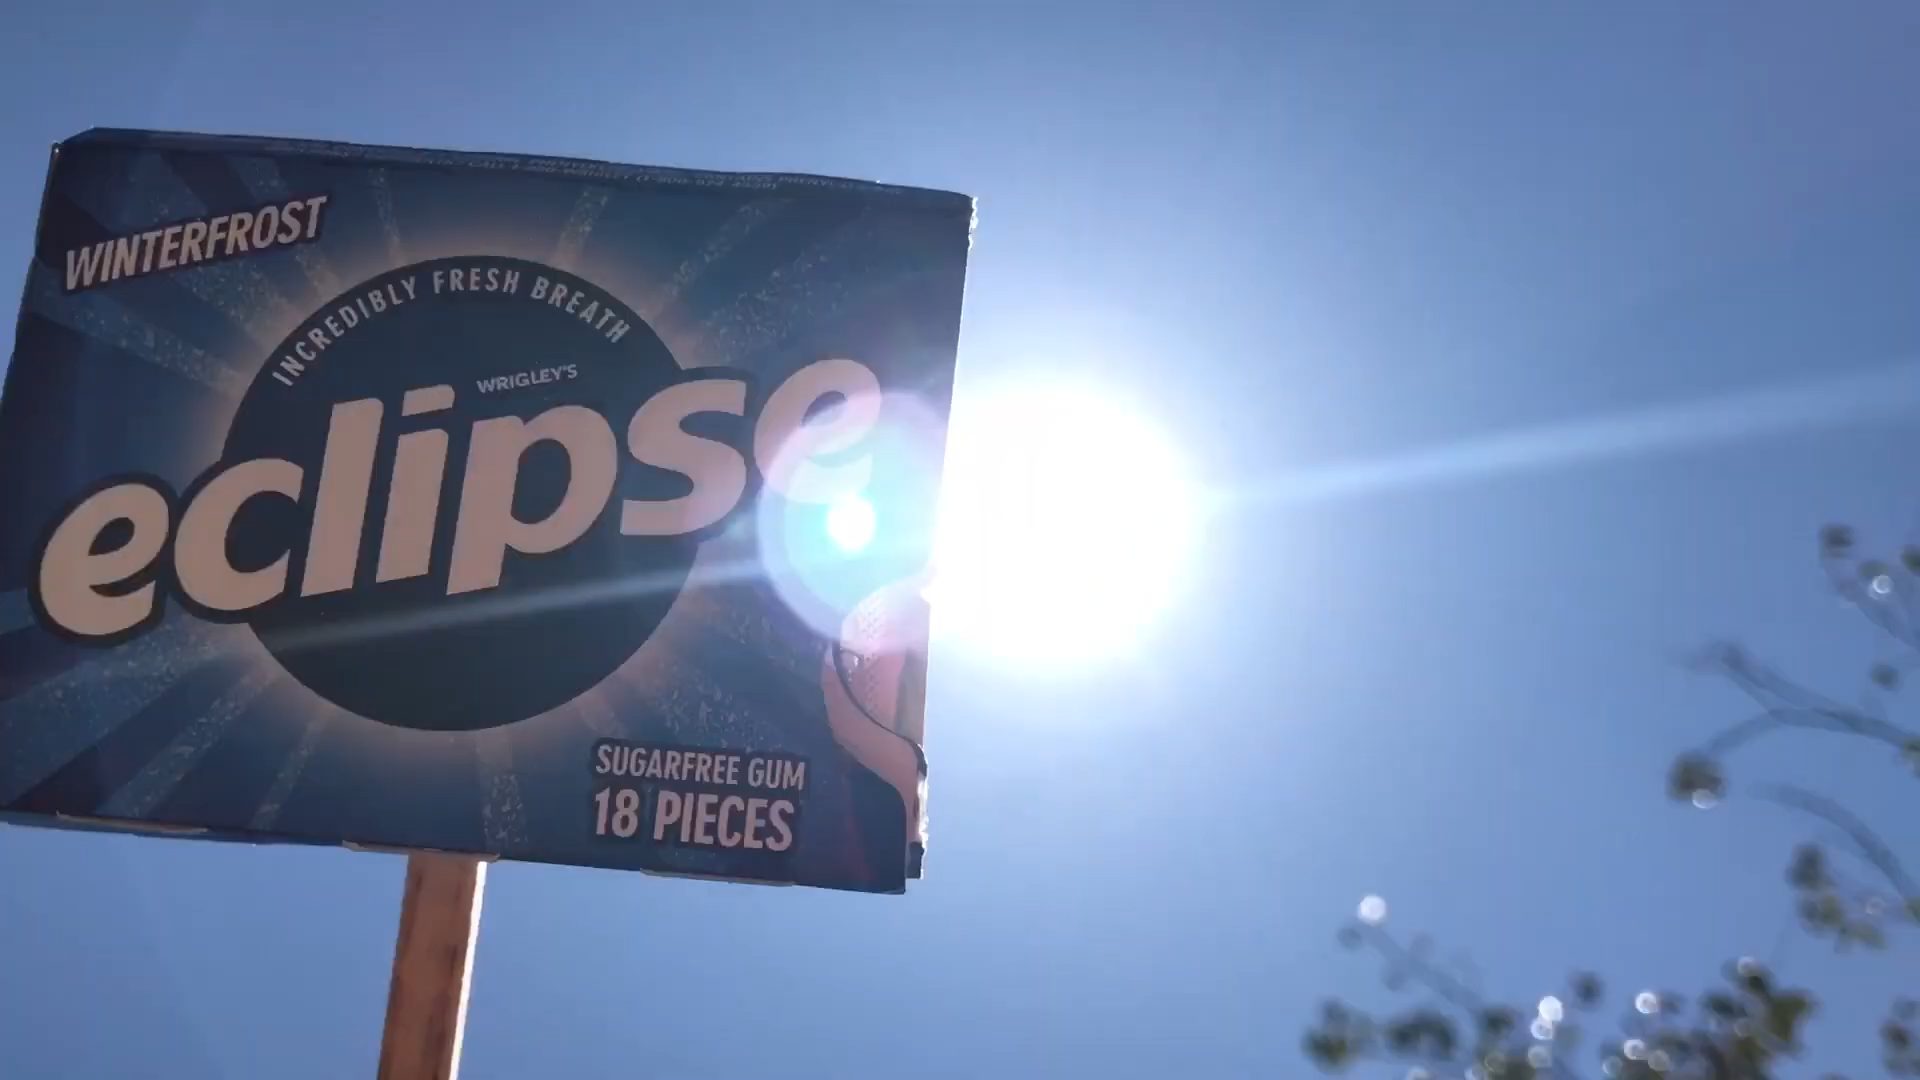 WINTERFROST
INCREDIBLY FRESH BREATH
WRIGLEY'S
eclipse
SUGARFREE GUM
18 PIECES